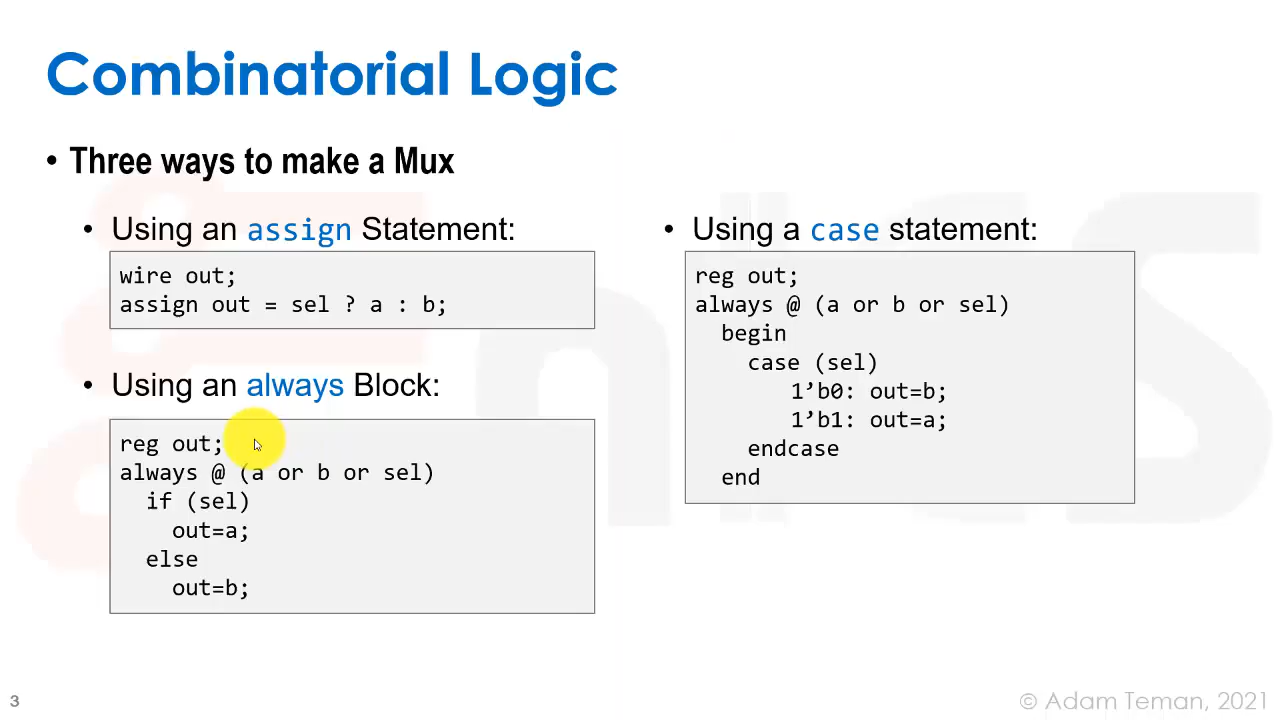 Combinatorial Logic
• Three ways to make a Mux
• Using an assign Statement:
wire out;
assign out = sel ? a : b;
• Using an always Block:
reg out;
always @ (a or b or sel)
if (sel)
out=a;
else
out=b;
• Using a case statement:
reg out;
always @ (a or b or sel)
begin
case (sel)
1’b0: out=b;
1’b1: out=a;
endcase
end
3
© Adam Teman, 2021